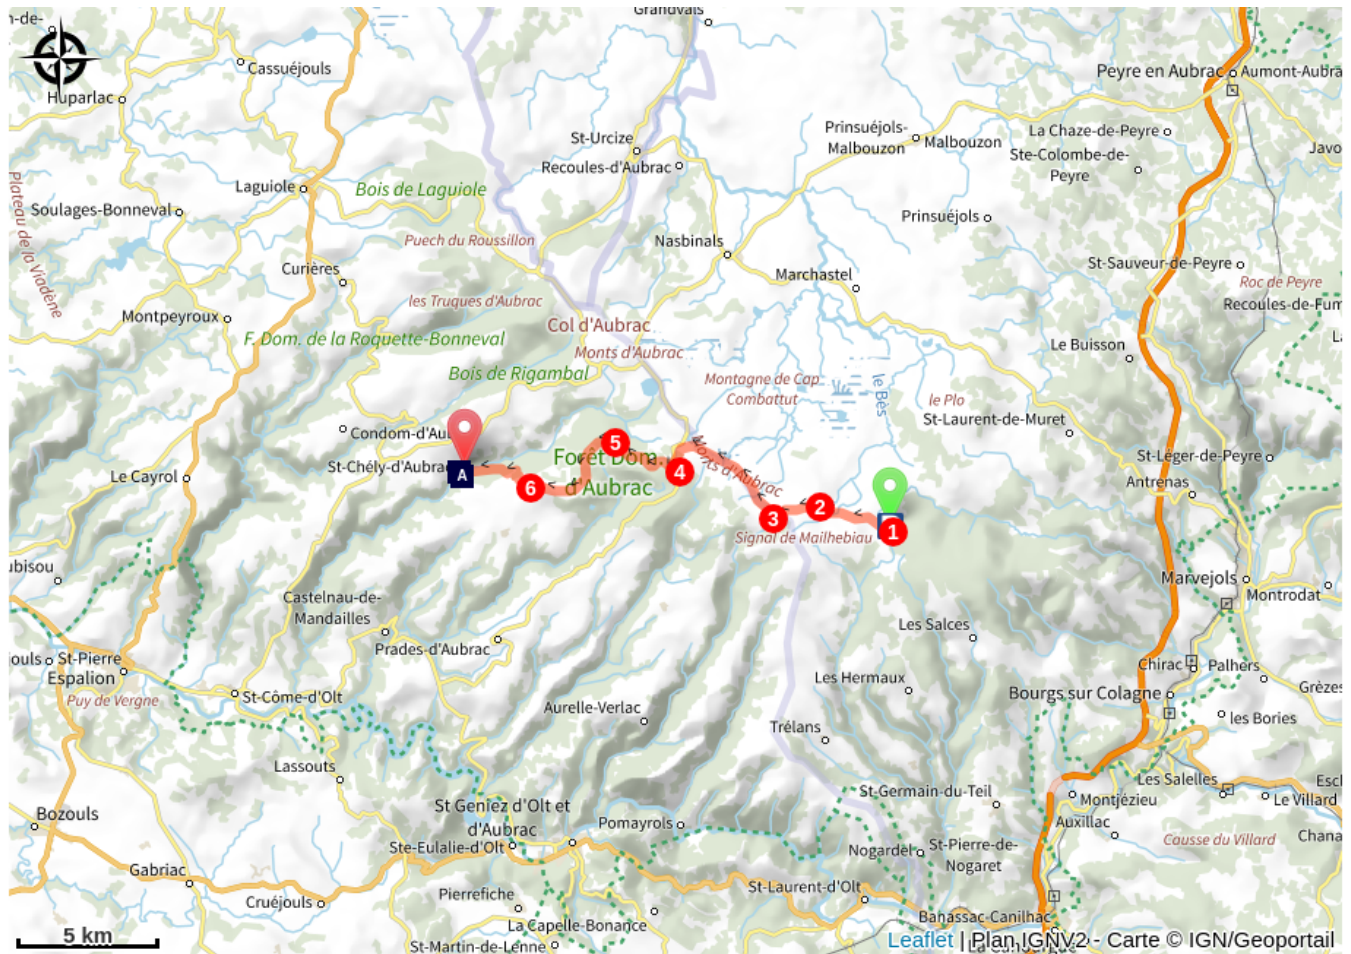 Grandvals
Cassuéjouls
Huparlac
Peyre en Aubrac
Aumont-Aubra
St-Urcize
Recoules-d'Aubrac
Prinsuéjols-
Malbouzon
Malbouzon
La Chaze-de-Peyre
Ste-Colombe-de-
Peyre
Javo
Laguiole
Bois de Laguiole
Soulages-Bonneval
Plateau de la Viadène
Prinsuéjols
Puech du Roussillon
Nasbinals
Curières
Marchastel
St-Sauveur-de-Peyre
Roc de Peyre
Recoules-de-Fum
les Truques d'Aubrac
Montpeyroux
Col d'Aubrac
F. Dom. de la Roquette-Bonneval
Monts d'Aubrac
Le Buisson
Bois de Rigambal
Montagne de Cap
Combattut
le Bès
le Plo
St-Laurent-de-Muret
Condom-d'Au
St-Chély-d'Aubrac
Forêt Dom
d'Aubrac
Monts d'Aubrac
Le Cayrol
St-Léger-de-Peyre
Antrenas
A
6
5
4
3
2
1
Signal de Mailhebiau
ubisou
Castelnau-de-
Mandailles
Marvejols
Montrodat
Prades-d'Aubrac
Les Salces
ouls
St-Pierre
Espalion
Chirac
Palhers
Puy de Vergne
St-Côme-d'Olt
Les Hermaux
Bourgs sur Colagne
Grèzes
Aurelle-Verlac
Trélans
les Bories
Lassouts
St-Germain-du-Teil
Les Salelles
Escl
Montjézieu
Le Villard
St Geniez d'Olt et
d'Aubrac
Bozouls
Pomayrols
Auxillac
Causse du Villard
Chana
Ste-Eulalie-d'Olt
Nogardel
St-Pierre-de-
Nogaret
Gabriac
St-Laurent-d'Olt
Cruéjouls
Pierrefiche
La Capelle-Bonance
Banassac-Canilhac
St-Martin-de-Lenne
5 km
Leaflet | Plan IGNV2 - Carte © IGN/Geoportail